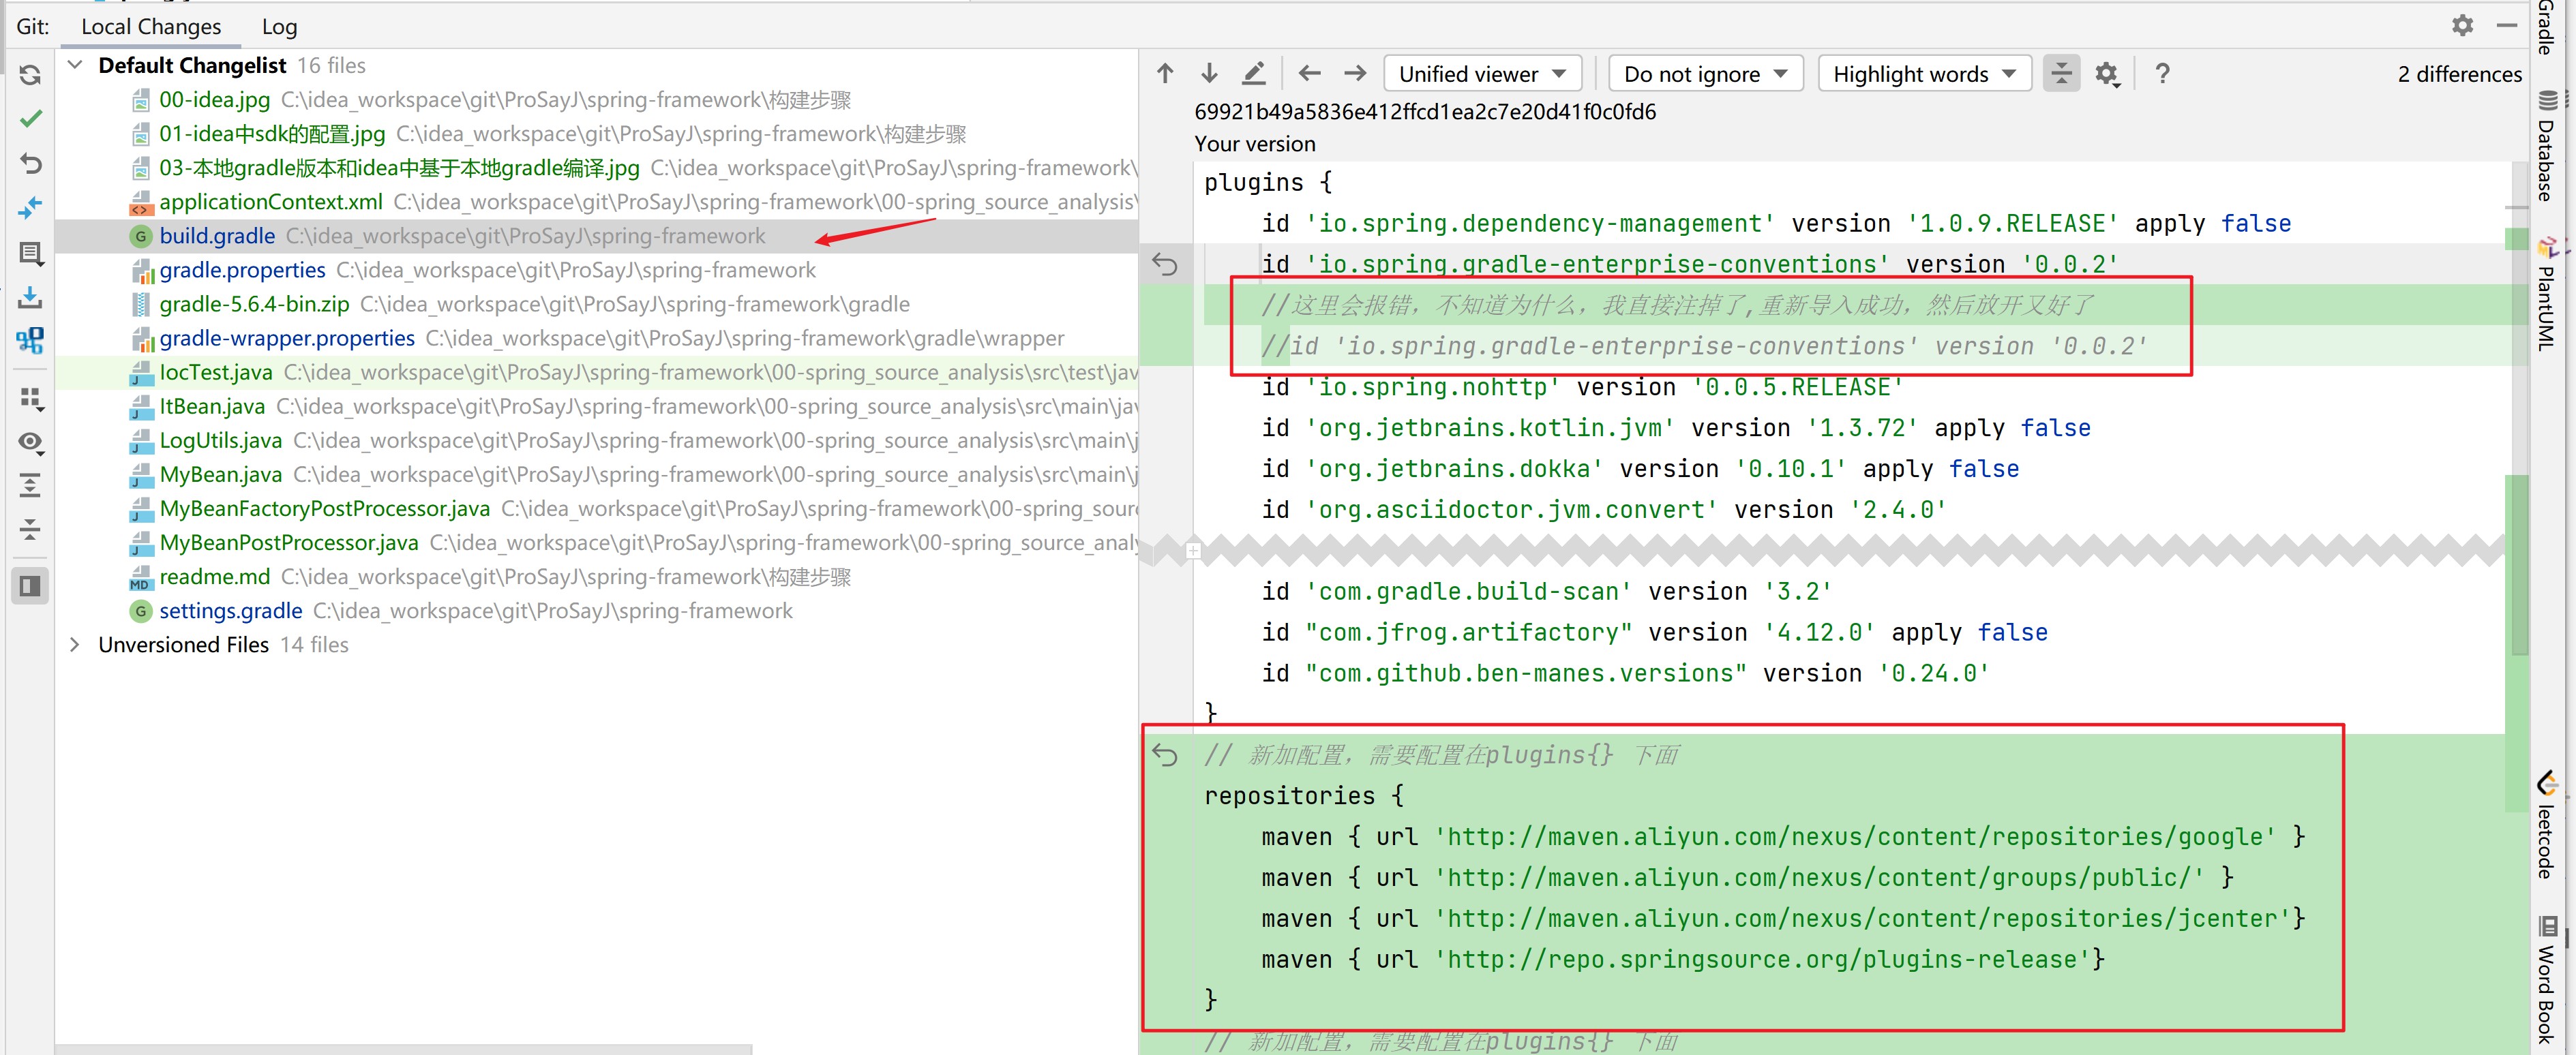 Git: Local Changes Log
Default Changelist 16 files
00-idea.jpg C:\idea_workspace\git\ProSayJ\spring-framework\构建步骤
01-idea中sdk的配置.jpg C:\idea_workspace\git\ProSayJ\spring-framework\构建步骤
03-本地gradle版本和idea中基于本地gradle编译.jpg C:\idea_workspace\git\ProSayJ\spring-framework\
applicationContext.xml C:\idea_workspace\git\ProSayJ\spring-framework\00-spring_source_analysis\
build.gradle C:\idea_workspace\git\ProSayJ\spring-framework
gradle.properties C:\idea_workspace\git\ProSayJ\spring-framework
gradle-5.6.4-bin.zip C:\idea_workspace\git\ProSayJ\spring-framework\gradle
gradle-wrapper.properties C:\idea_workspace\git\ProSayJ\spring-framework\gradle\wrapper
IocTest.java C:\idea_workspace\git\ProSayJ\spring-framework\00-spring_source_analysis\src\test\jav
ItBean.java C:\idea_workspace\git\ProSayJ\spring-framework\00-spring_source_analysis\src\main\jav
LogUtils.java C:\idea_workspace\git\ProSayJ\spring-framework\00-spring_source_analysis\src\main\j
MyBean.java C:\idea_workspace\git\ProSayJ\spring-framework\00-spring_source_analysis\src\main\j
MyBeanFactoryPostProcessor.java C:\idea_workspace\git\ProSayJ\spring-framework\00-spring_sour
MyBeanPostProcessor.java C:\idea_workspace\git\ProSayJ\spring-framework\00-spring_source_anal
readme.md C:\idea_workspace\git\ProSayJ\spring-framework\构建步骤
settings.gradle C:\idea_workspace\git\ProSayJ\spring-framework
Unversioned Files 14 files
Unified viewer Do not ignore Highlight words ? 2 differences
69921b49a5836e412ffcd1ea2c7e20d41f0c0fd6
Your version
plugins {
id 'io.spring.dependency-management' version '1.0.9.RELEASE' apply false
id 'io.spring.gradle-enterprise-conventions' version '0.0.2'
//这里会报错，不知道为什么，我直接注掉了,重新导入成功，然后放开又好了
//id 'io.spring.gradle-enterprise-conventions' version '0.0.2'
id 'io.spring.nohttp' version '0.0.5.RELEASE'
id 'org.jetbrains.kotlin.jvm' version '1.3.72' apply false
id 'org.jetbrains.dokka' version '0.10.1' apply false
id 'org.asciidoctor.jvm.convert' version '2.4.0'
id 'com.gradle.build-scan' version '3.2'
id "com.jfrog.artifactory" version '4.12.0' apply false
id "com.github.ben-manes.versions" version '0.24.0'
}
// 新加配置，需要配置在plugins{} 下面
repositories {
maven { url 'http://maven.aliyun.com/nexus/content/repositories/google' }
maven { url 'http://maven.aliyun.com/nexus/content/groups/public/' }
maven { url 'http://maven.aliyun.com/nexus/content/repositories/jcenter'}
maven { url 'http://repo.springsource.org/plugins-release'}
}
// 新加配置，需要配置在plugins{} 下面
Gradle
Database
PlantUML
leetcode
Word Book